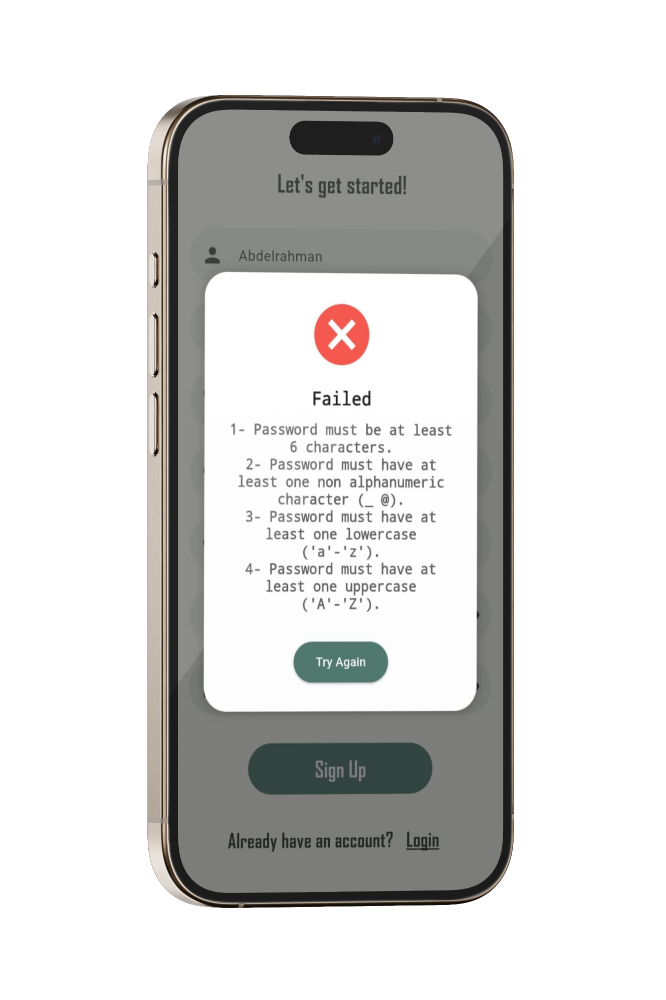 Let's get started!
Abdelrahman
Failed
1- Password must be at least
6 characters.
2- Password must have at
least one non alphanumeric
character (_ @).
3- Password must have at
least one lowercase
('a'-'z').
4- Password must have at
least one uppercase
('A'-'Z').
Try Again
Sign Up
Already have an account? Login